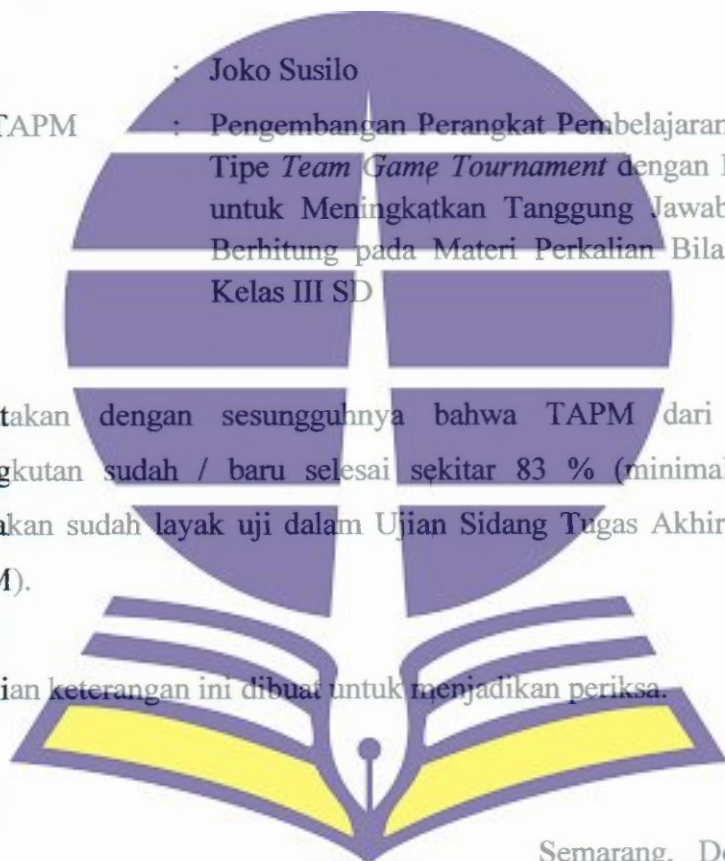 : Joko Susilo
TAPM : Pengembangan Perangkat Pembelajaran
Tipe Team Game Tournament dengan
untuk Meningkatkan Tanggung Jawab
Berhitung pada Materi Perkalian Bila
Kelas III SD
takan dengan sesungguhnya bahwa TAPM dari
gkutan sudah / baru selesai sekitar 83 % (minimal
akan sudah layak uji dalam Ujian Sidang Tugas Akhir
M).
ian keterangan ini dibuat untuk menjadikan periksa.
Semarang, De